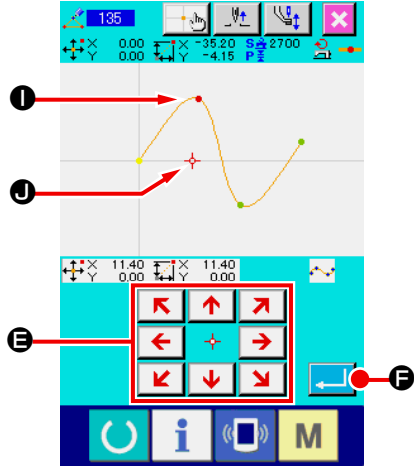 135
X 0.00 X -35.20 S 2700
Y 0.00 Y -4.15 P
I
J
X 11.40 X 11.40
Y 0.00 Y 0.00
E
F
i M